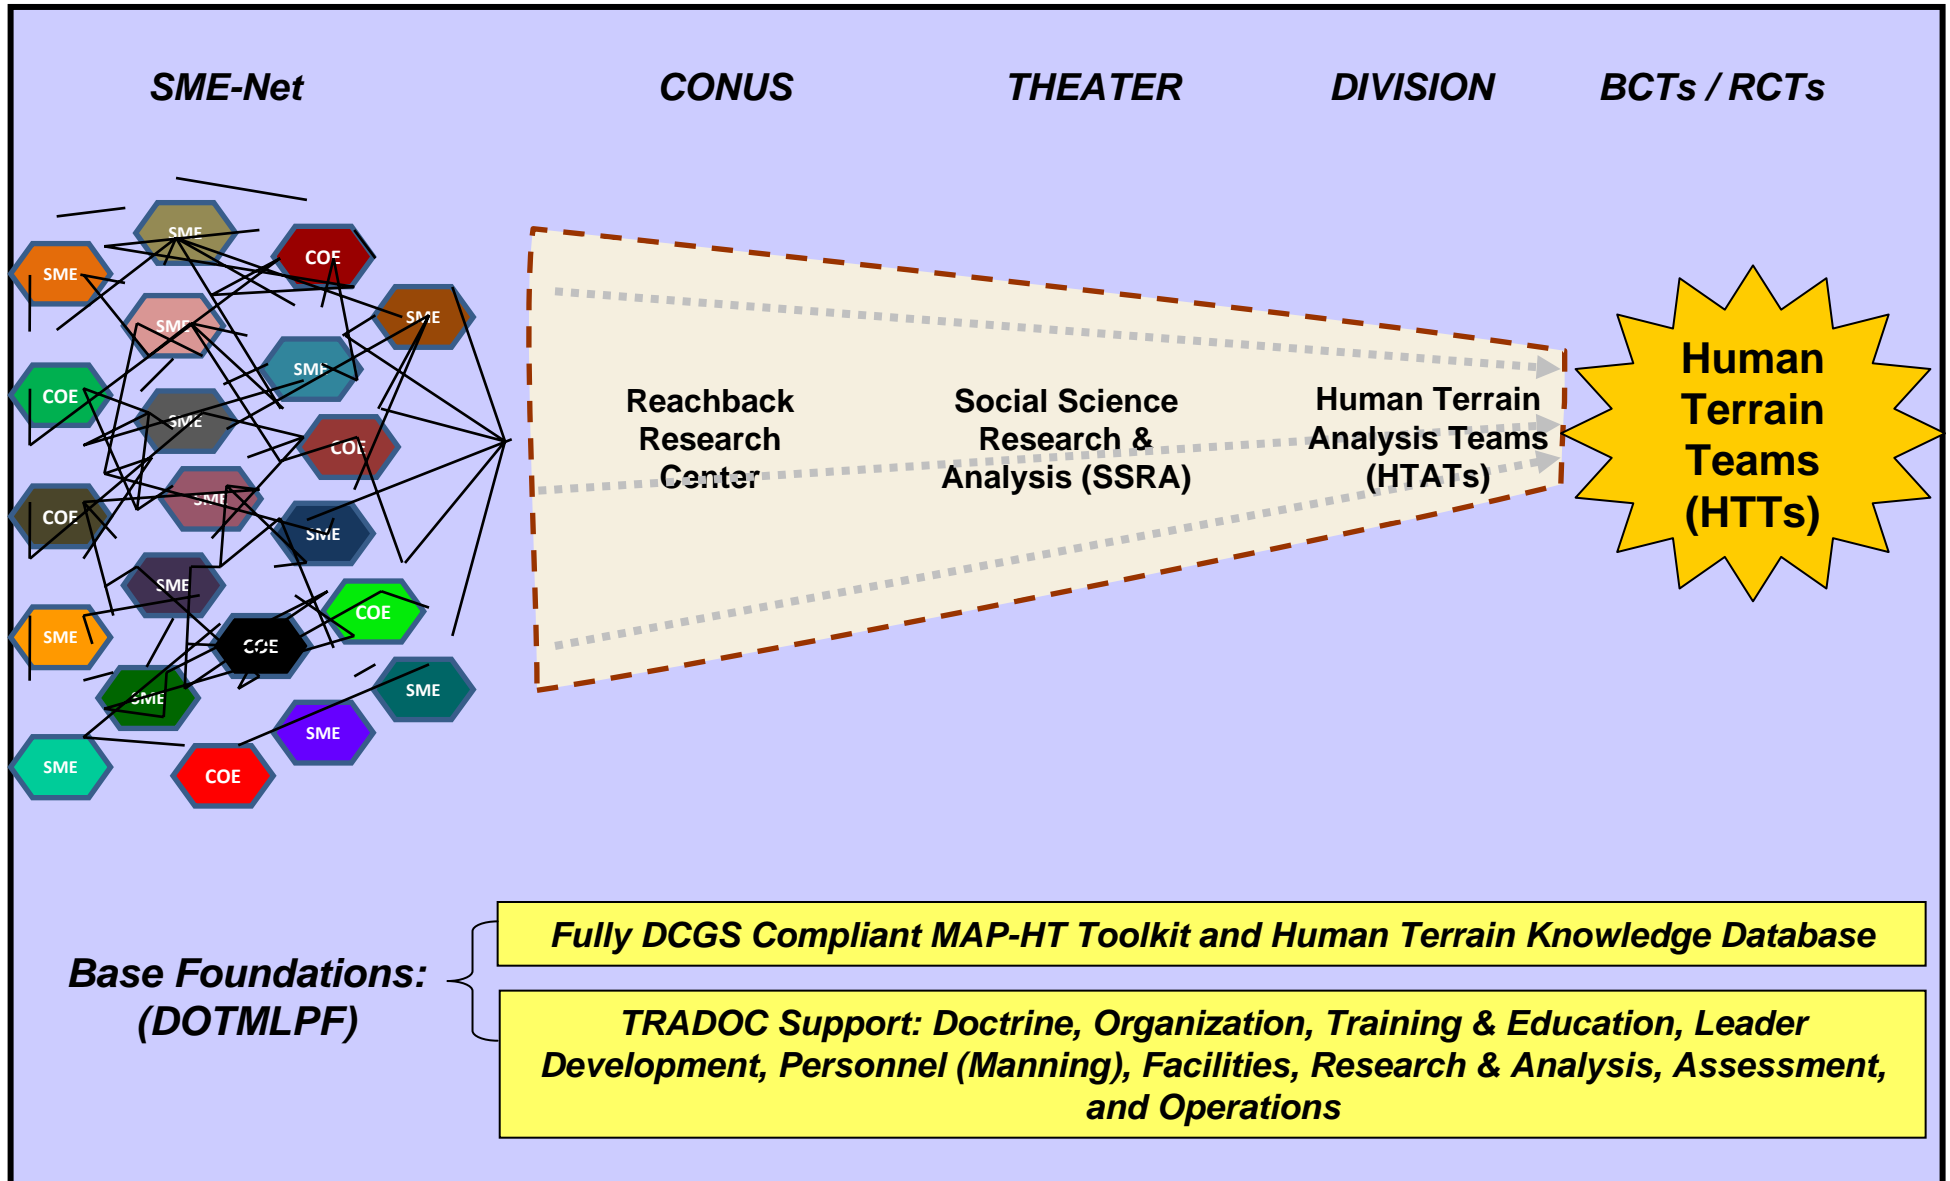 SME-Net
CONUS
THEATER
DIVISION
BCTs / RCTs
SME
SME
COE
SME
SME
SME
COE
SME
COE
SME
COE
SME
SME
SME
COE
COE
SME
SME
SME
SME
COE
SME
Reachback
Research
Center
Social Science
Research &
Analysis (SSRA)
Human Terrain
Analysis Teams
(HTATs)
Human
Terrain
Teams
(HTTs)
Base Foundations:
(DOTMLPF)
Fully DCGS Compliant MAP-HT Toolkit and Human Terrain Knowledge Database
TRADOC Support: Doctrine, Organization, Training & Education, Leader
Development, Personnel (Manning), Facilities, Research & Analysis, Assessment,
and Operations